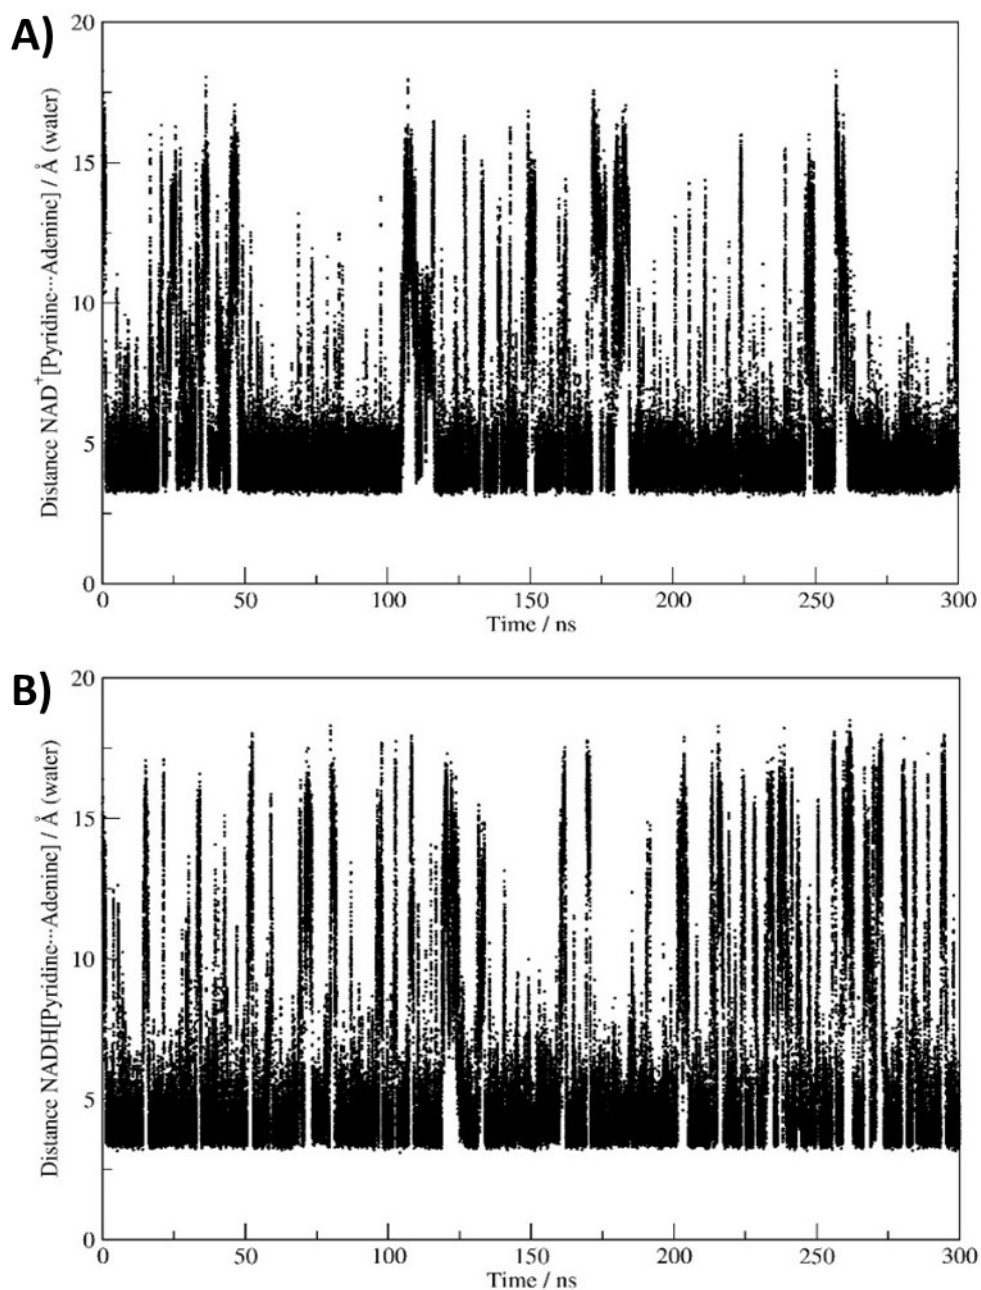 A)
Distance NAD⁺[Pyridine···Adenine] / Å (water)
20
15
10
5
0
0 50 100 150 200 250 300
Time / ns
B)
Distance NADH[Pyridine···Adenine] / Å (water)
20
15
10
5
0
0 50 100 150 200 250 300
Time / ns